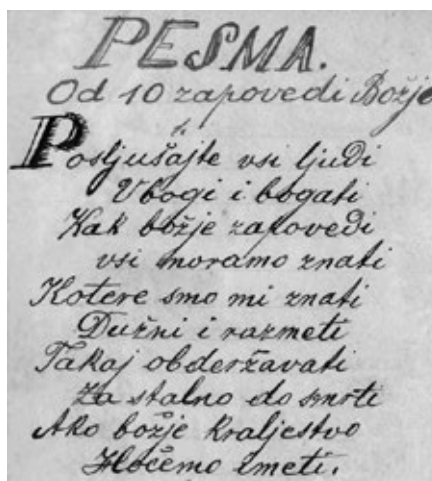 PESMA.
Od 10 zapovedi Božje
1.
Posljušajte vsi ljudi
Vbogi i bogati
Kak božje zapovedi
vsi moramo znati
Kotere smo mi znati
Dužni i razmeti
Takaj obderžavati
Za stalno do smrti
Ako božje kraljestvo
Hočemo imeti.